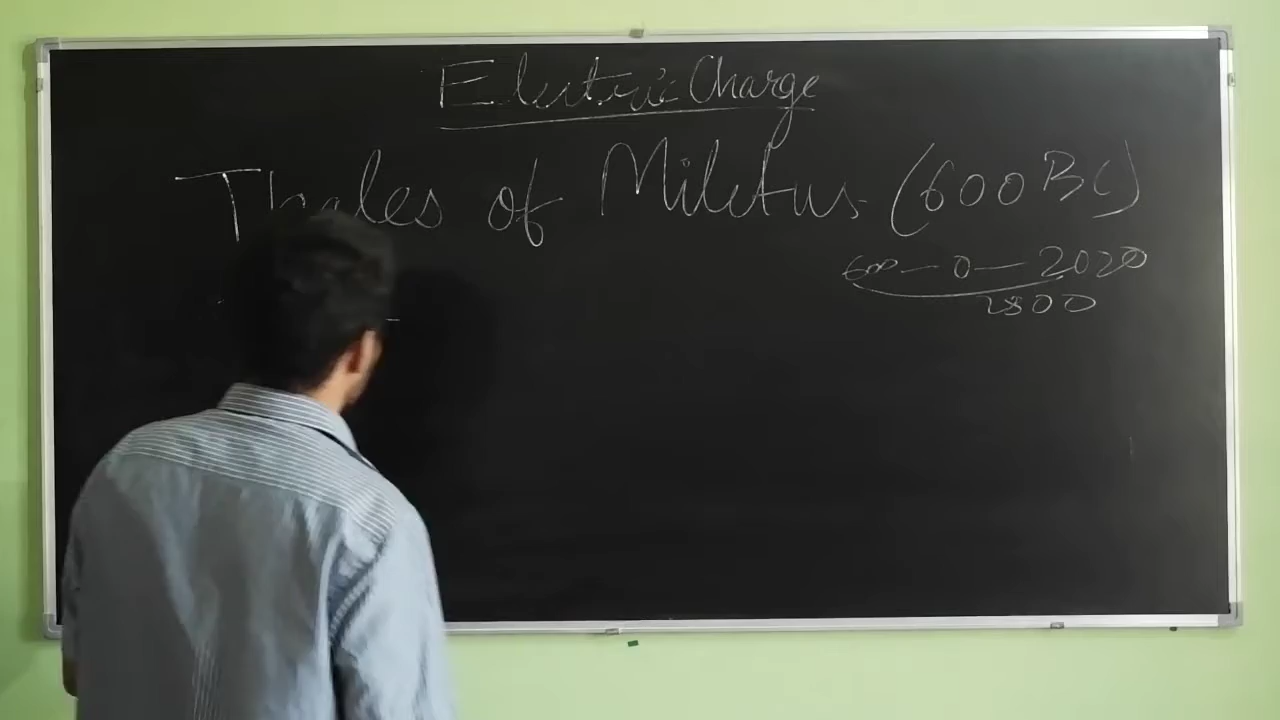 Electric Charge
Thales of Miletus (600 BC)
600 — 0 — 2020
2800